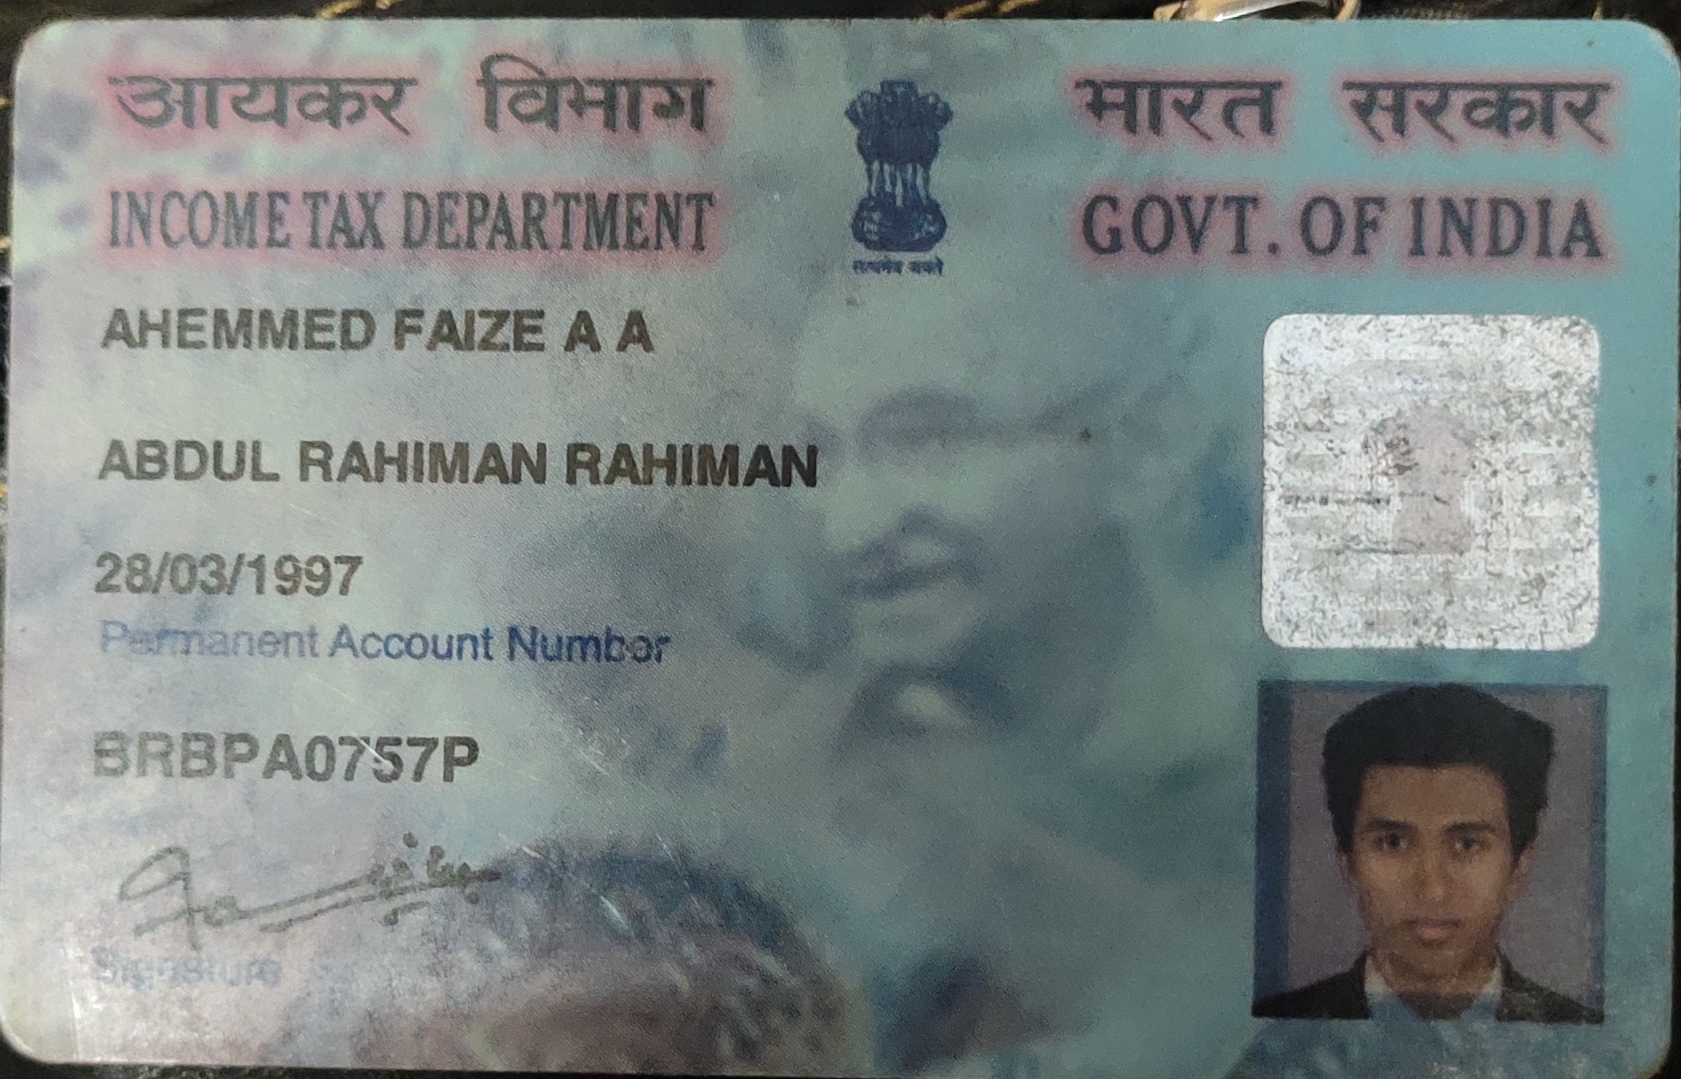 आयकर विभाग
भारत सरकार
INCOME TAX DEPARTMENT
GOVT. OF INDIA
सत्यमेव जयते
AHEMMED FAIZE A A
ABDUL RAHIMAN RAHIMAN
28/03/1997
Permanent Account Number
BRBPA0757P
Signature